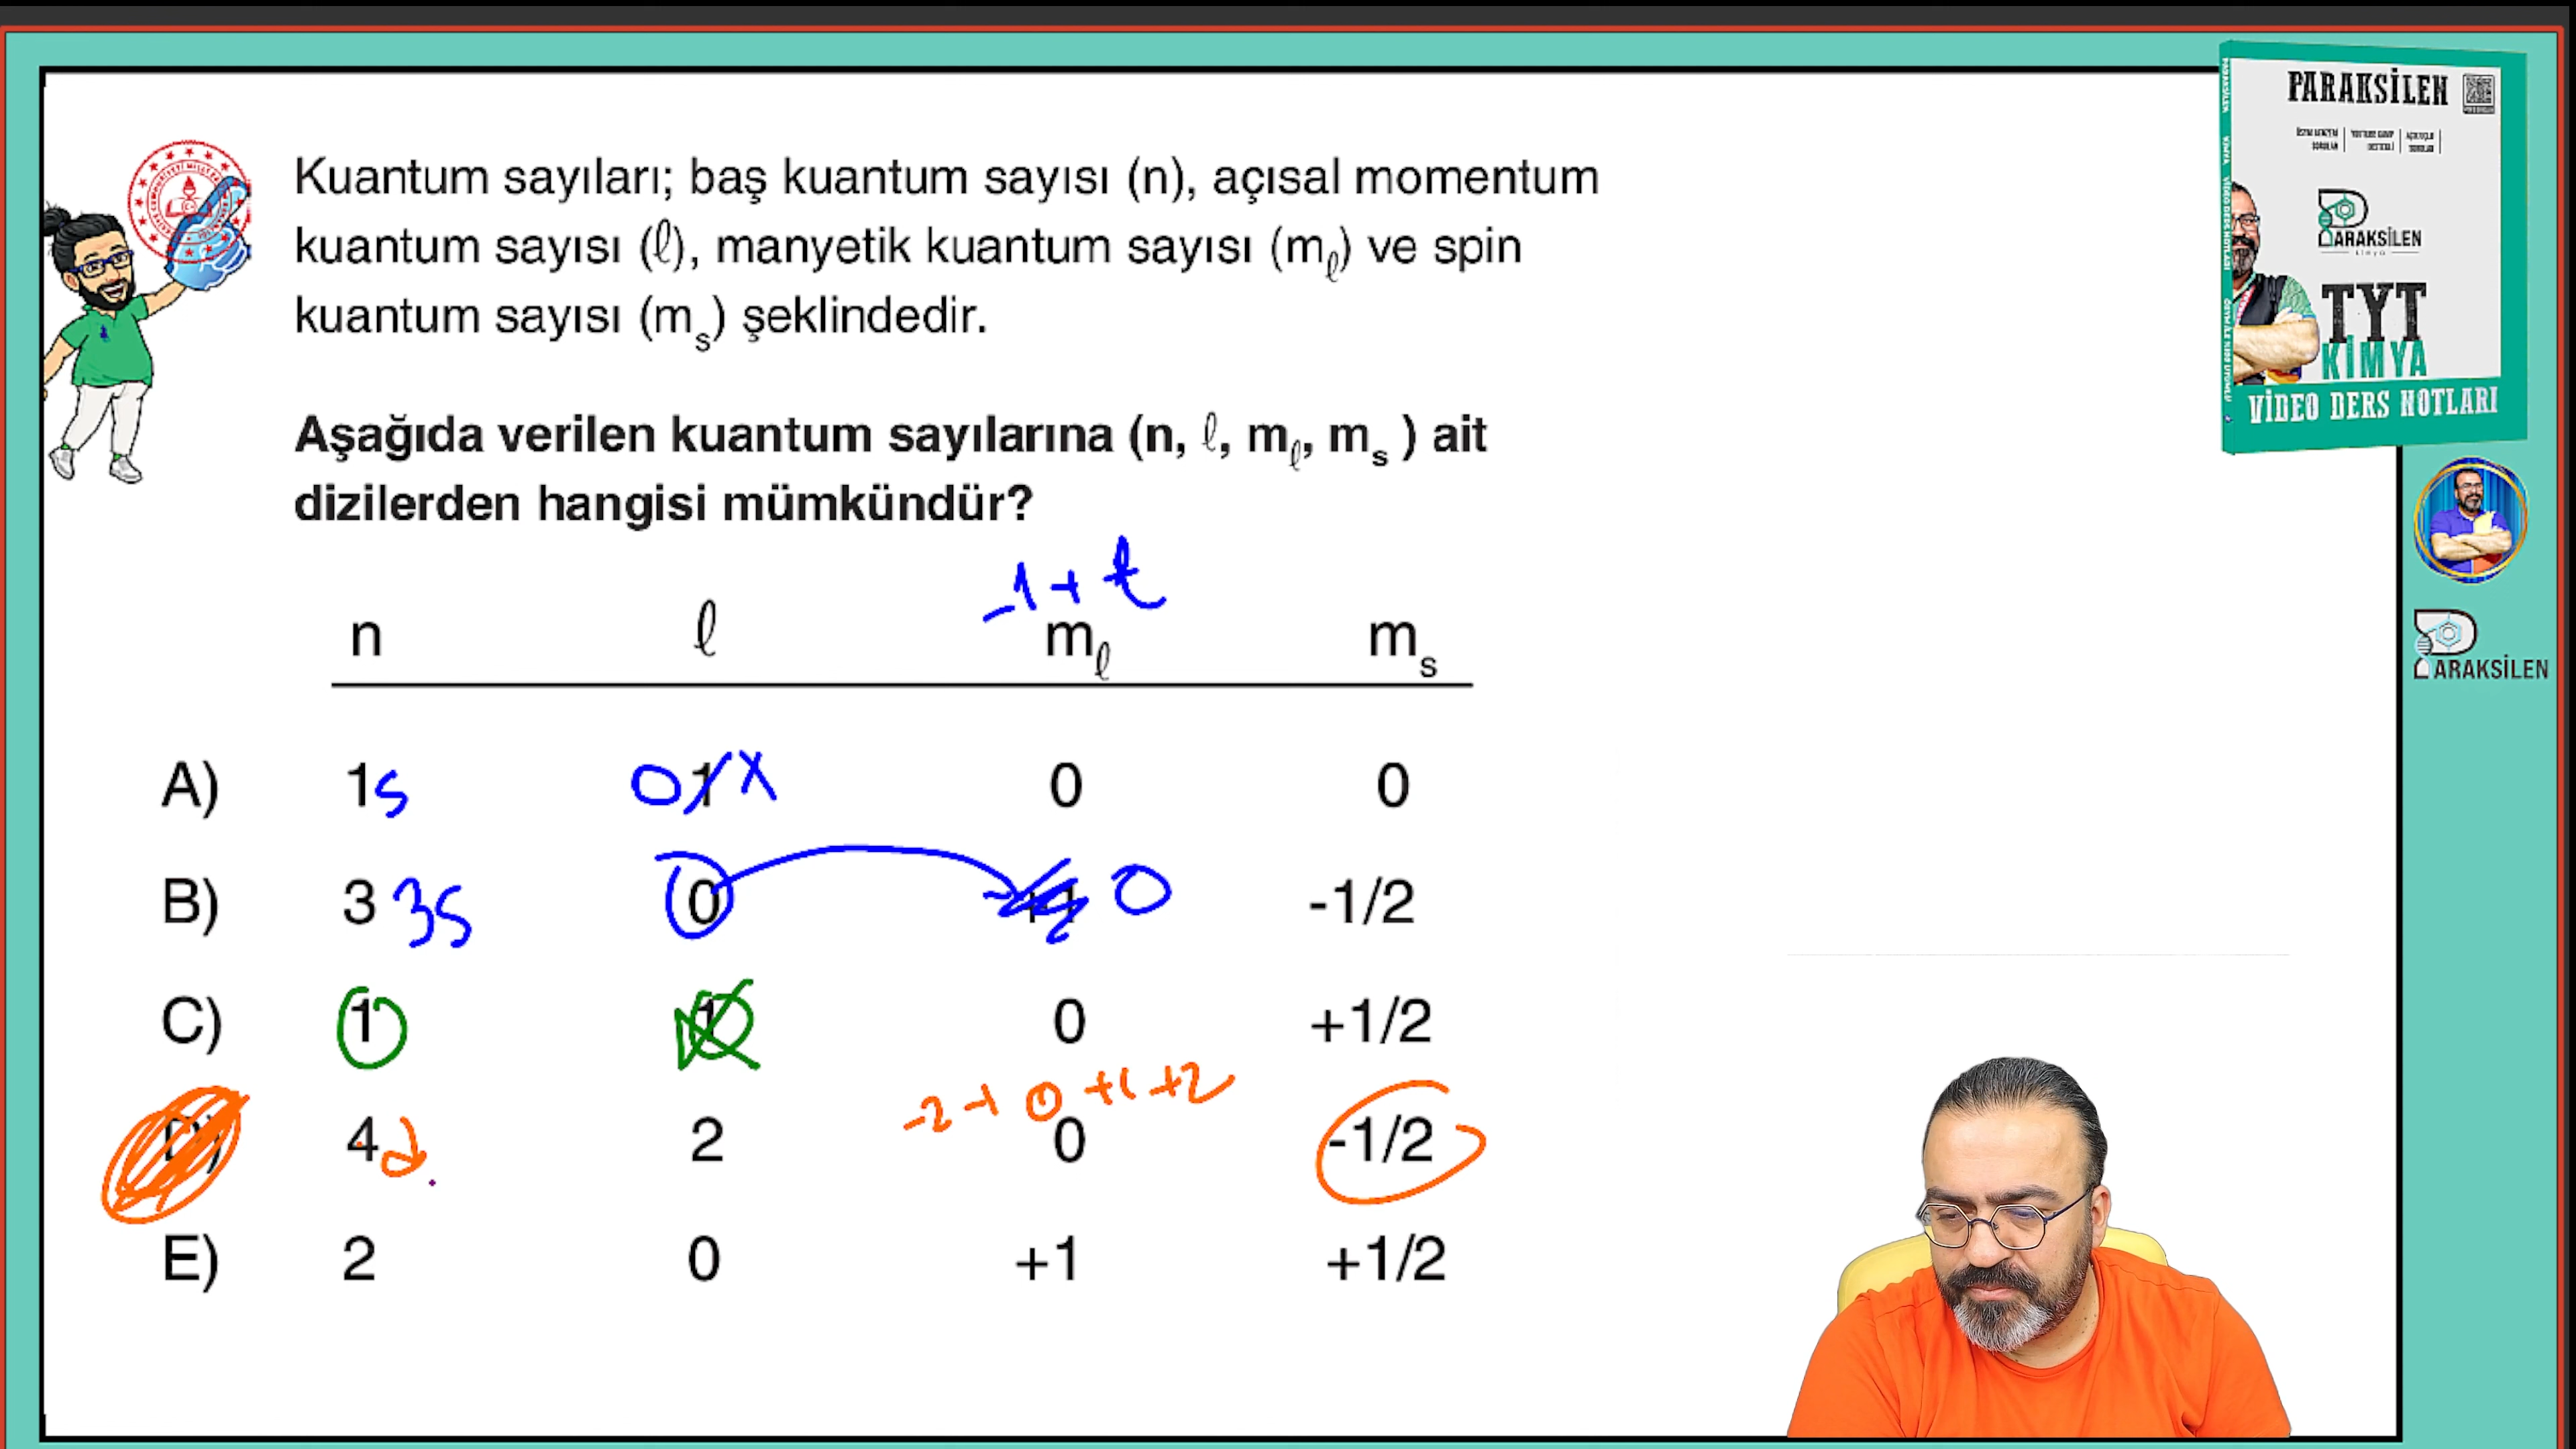 PARAKSİLEN
PARAKSİLEN
TYT
KİMYA
VİDEO DERS NOTLARI
Kuantum sayıları; baş kuantum sayısı (n), açısal momentum
kuantum sayısı (ℓ), manyetik kuantum sayısı (mℓ) ve spin
kuantum sayısı (ms) şeklindedir.
Aşağıda verilen kuantum sayılarına (n, ℓ, mℓ, ms ) ait
dizilerden hangisi mümkündür?
PARAKSİLEN
-1 +
n ℓ mℓ ms
A) 1s 0 1 x 0 0
B) 3 3s 0 +1 0 -1/2
C) 1 1 0 +1/2
-2 -1 0 +1 +2
D) 4d 2 0 -1/2
E) 2 0 +1 +1/2